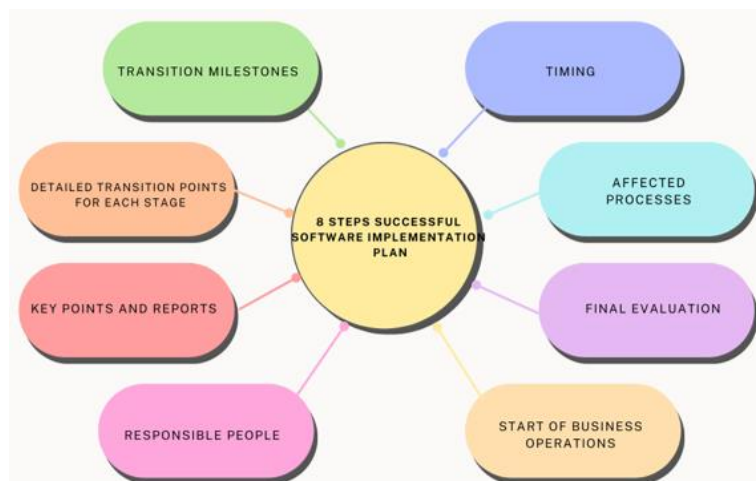 TRANSITION MILESTONES
TIMING
DETAILED TRANSITION POINTS
FOR EACH STAGE
AFFECTED
PROCESSES
8 STEPS SUCCESSFUL
SOFTWARE IMPLEMENTATION
PLAN
KEY POINTS AND REPORTS
FINAL EVALUATION
RESPONSIBLE PEOPLE
START OF BUSINESS
OPERATIONS